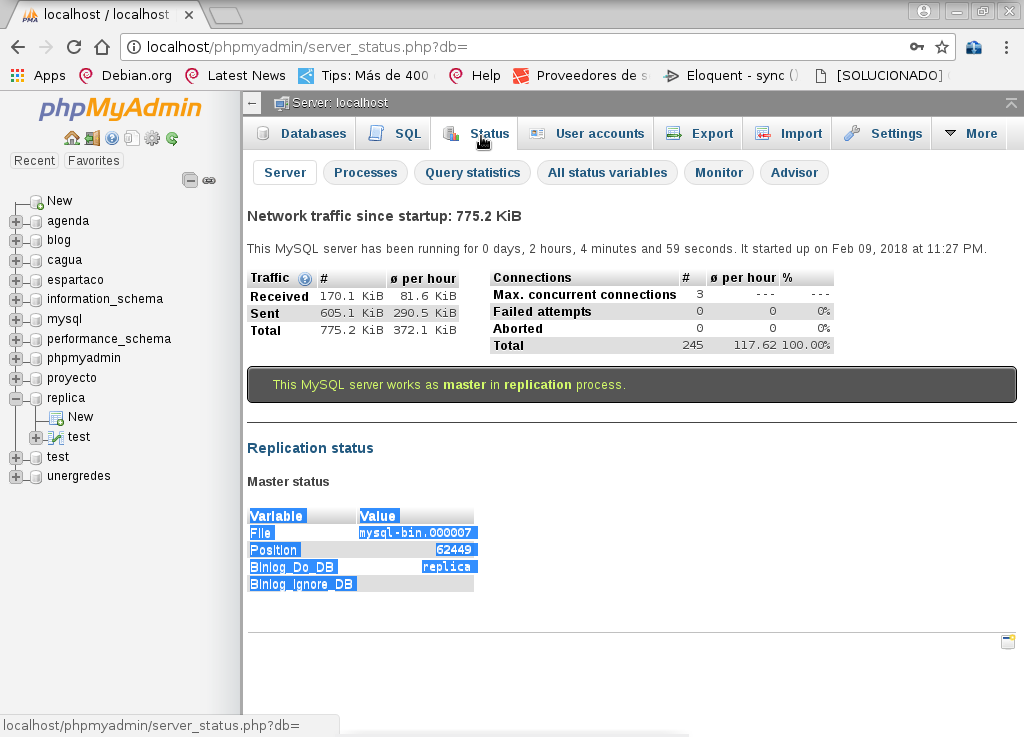 localhost / localhost
localhost/phpmyadmin/server_status.php?db=
Apps Debian.org Latest News Tips: Más de 400 Help Proveedores de s Eloquent - sync () [SOLUCIONADO]
phpMyAdmin
Recent Favorites
New
agenda
blog
cagua
espartaco
information_schema
mysql
performance_schema
phpmyadmin
proyecto
replica
New
test
test
unergredes
Server: localhost
Databases SQL Status User accounts Export Import Settings More
Server Processes Query statistics All status variables Monitor Advisor
Network traffic since startup: 775.2 KiB
This MySQL server has been running for 0 days, 2 hours, 4 minutes and 59 seconds. It started up on Feb 09, 2018 at 11:27 PM.
Traffic # ø per hour
Received 170.1 KiB 81.6 KiB
Sent 605.1 KiB 290.5 KiB
Total 775.2 KiB 372.1 KiB
Connections # ø per hour %
Max. concurrent connections 3 --- ---
Failed attempts 0 0 0%
Aborted 0 0 0%
Total 245 117.62 100.00%
This MySQL server works as master in replication process.
Replication status
Master status
Variable Value
File mysql-bin.000007
Position 62449
Binlog_Do_DB replica
Binlog_Ignore_DB
localhost/phpmyadmin/server_status.php?db=